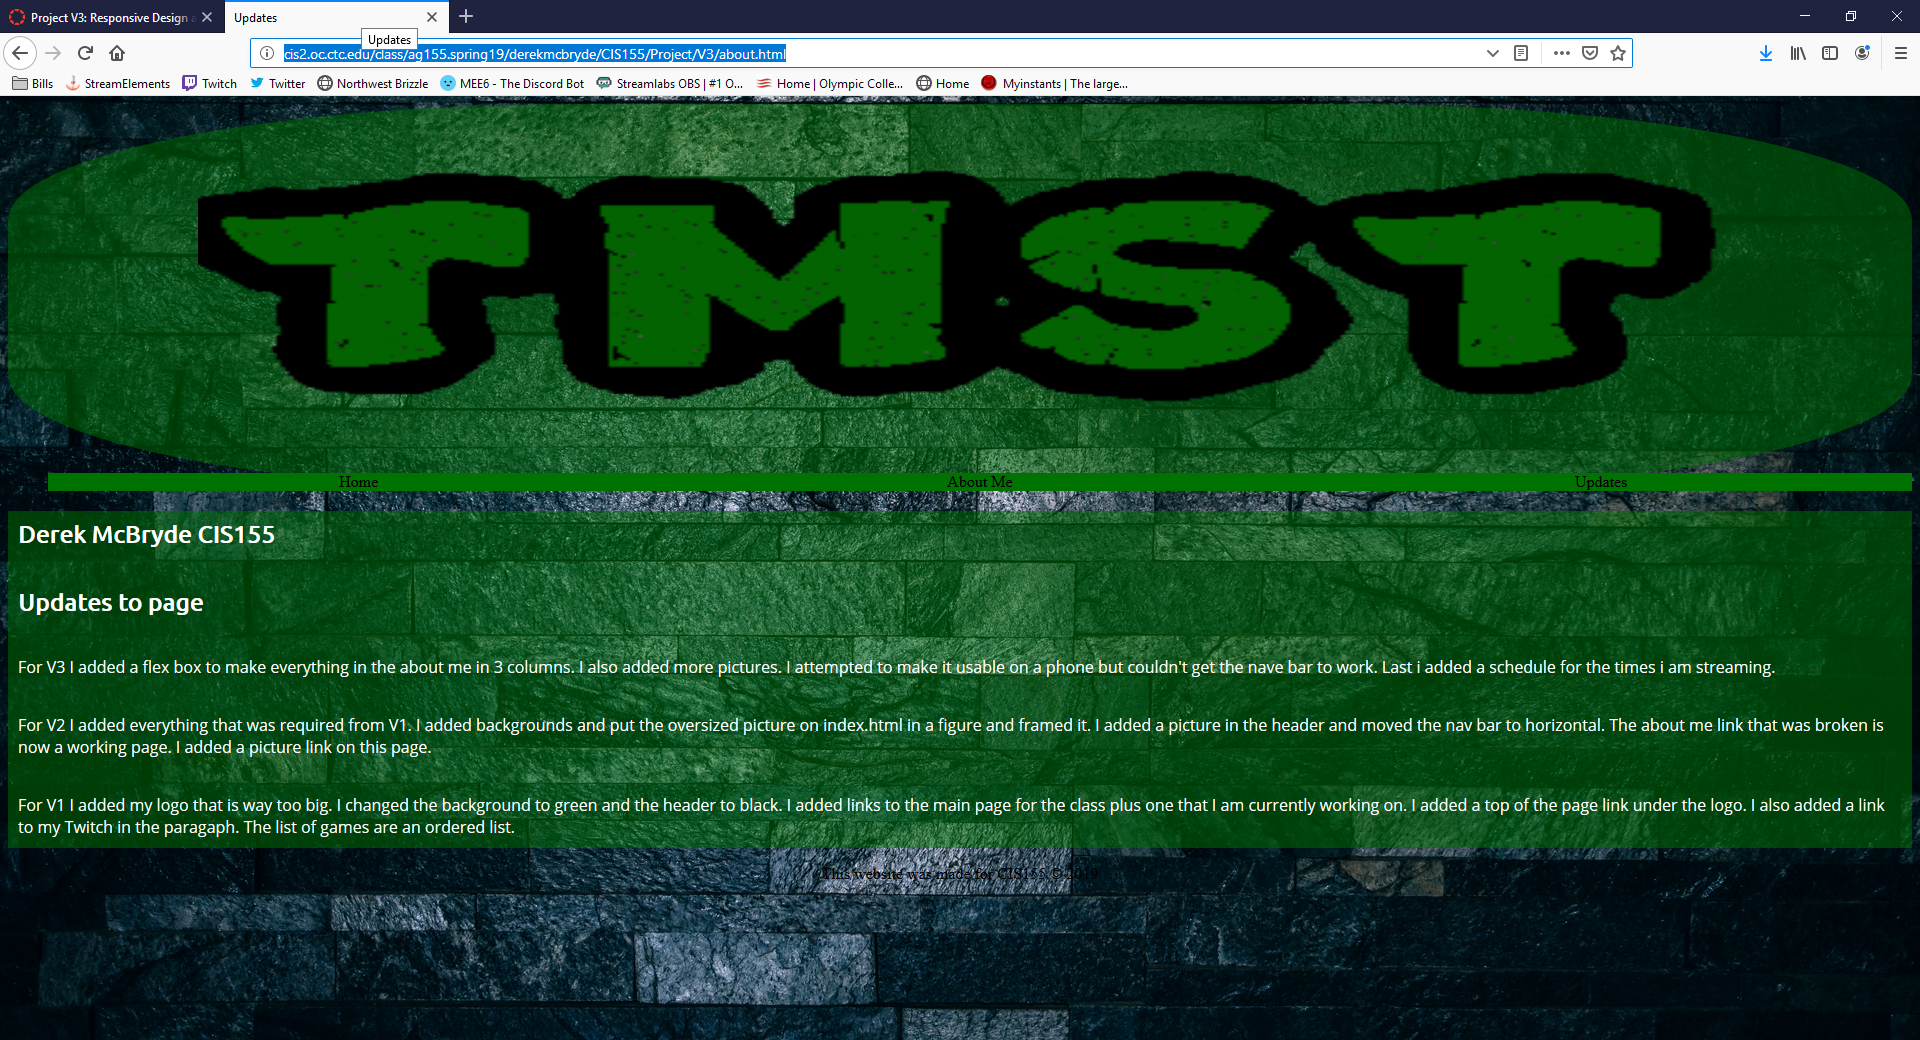 Project V3: Responsive Design a
Updates
Updates
cis2.oc.ctc.edu/class/ag155.spring19/derekmcbryde/CIS155/Project/V3/about.html
Bills StreamElements Twitch Twitter Northwest Brizzle MEE6 - The Discord Bot Streamlabs OBS | #1 O... Home | Olympic Colle... Home Myinstants | The large...
TMST
Home About Me Updates
Derek McBryde CIS155
Updates to page
For V3 I added a flex box to make everything in the about me in 3 columns. I also added more pictures. I attempted to make it usable on a phone but couldn't get the nave bar to work. Last i added a schedule for the times i am streaming.
For V2 I added everything that was required from V1. I added backgrounds and put the oversized picture on index.html in a figure and framed it. I added a picture in the header and moved the nav bar to horizontal. The about me link that was broken is
now a working page. I added a picture link on this page.
For V1 I added my logo that is way too big. I changed the background to green and the header to black. I added links to the main page for the class plus one that I am currently working on. I added a top of the page link under the logo. I also added a link
to my Twitch in the paragaph. The list of games are an ordered list.
This website was made for CIS155 © 2019